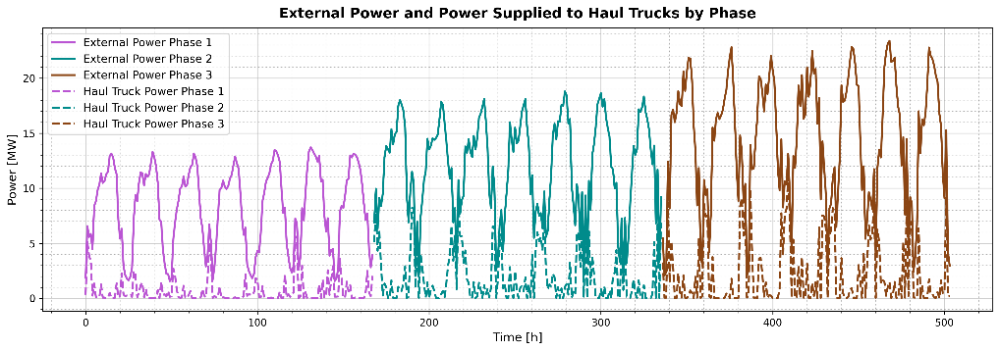 External Power and Power Supplied to Haul Trucks by Phase
External Power Phase 1
External Power Phase 2
External Power Phase 3
Haul Truck Power Phase 1
Haul Truck Power Phase 2
Haul Truck Power Phase 3
Power [MW]
20
15
10
5
0
0 100 200 300 400 500
Time [h]